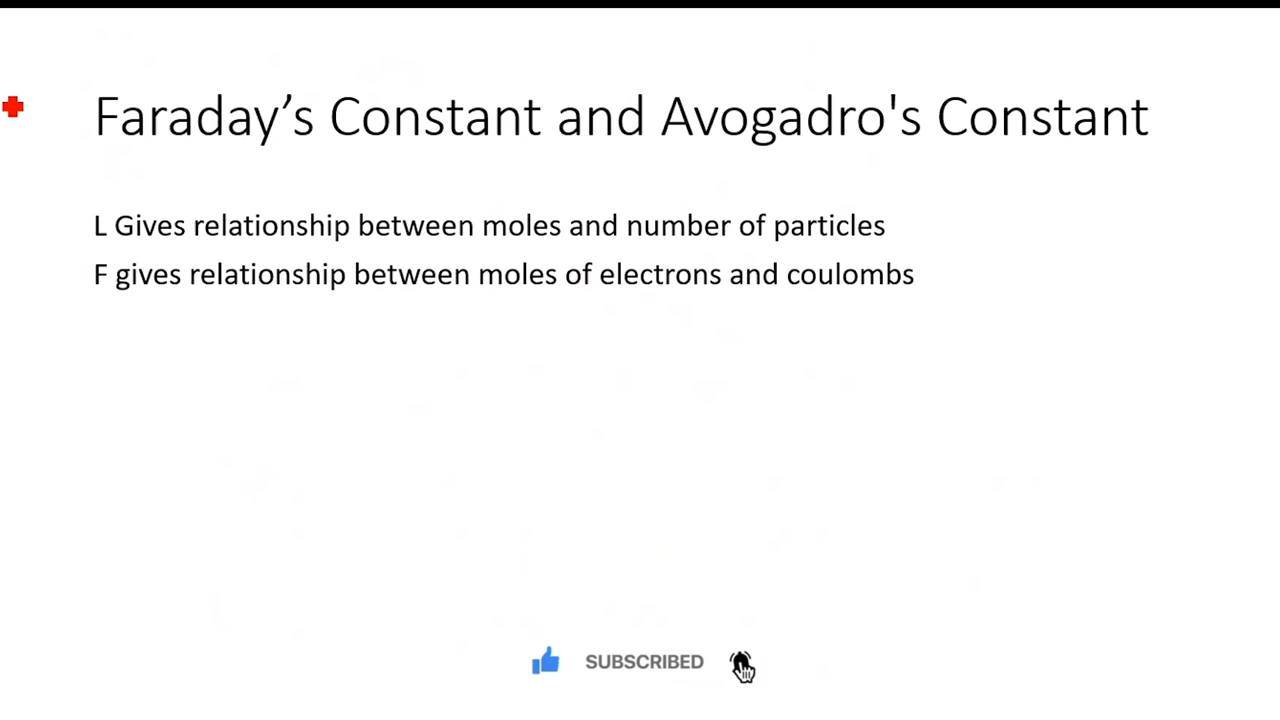 Faraday’s Constant and Avogadro's Constant
L Gives relationship between moles and number of particles
F gives relationship between moles of electrons and coulombs
SUBSCRIBED